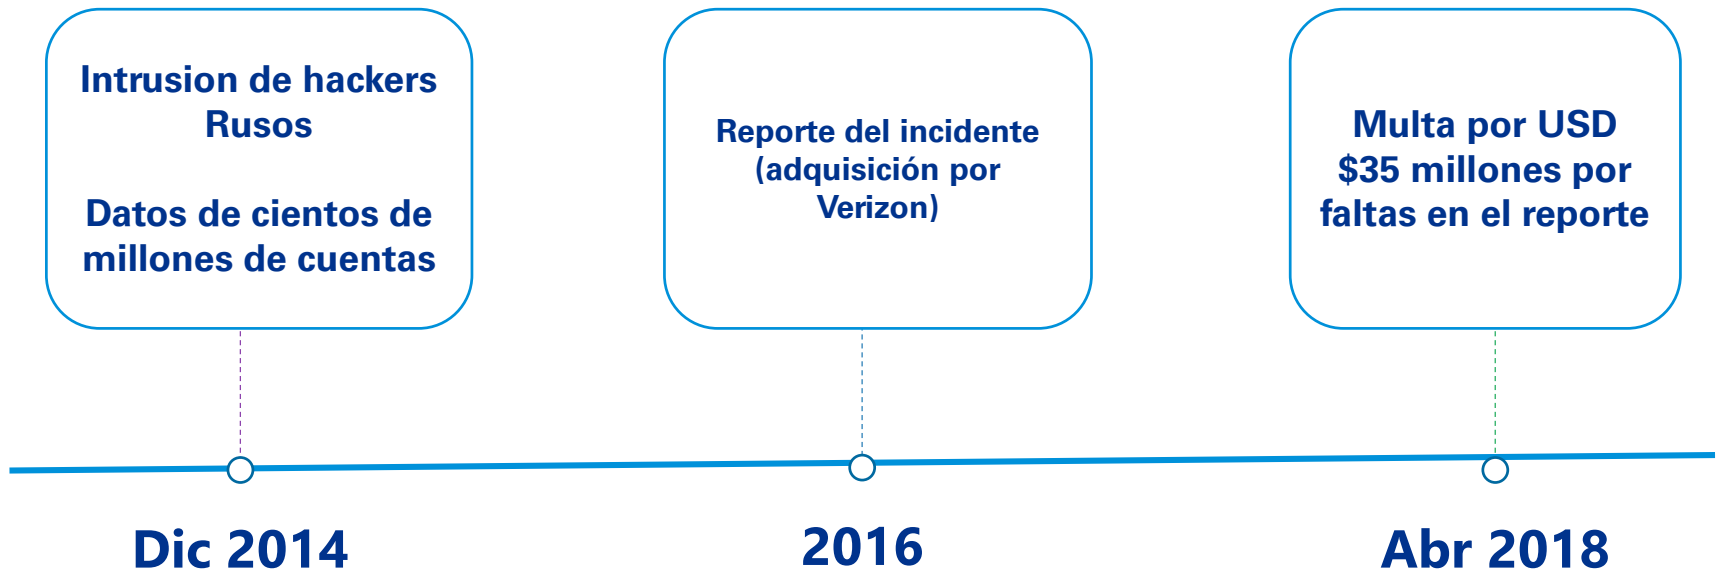 Intrusion de hackers
Rusos
Datos de cientos de
millones de cuentas
Reporte del incidente
(adquisición por
Verizon)
Multa por USD
$35 millones por
faltas en el reporte
Dic 2014
2016
Abr 2018